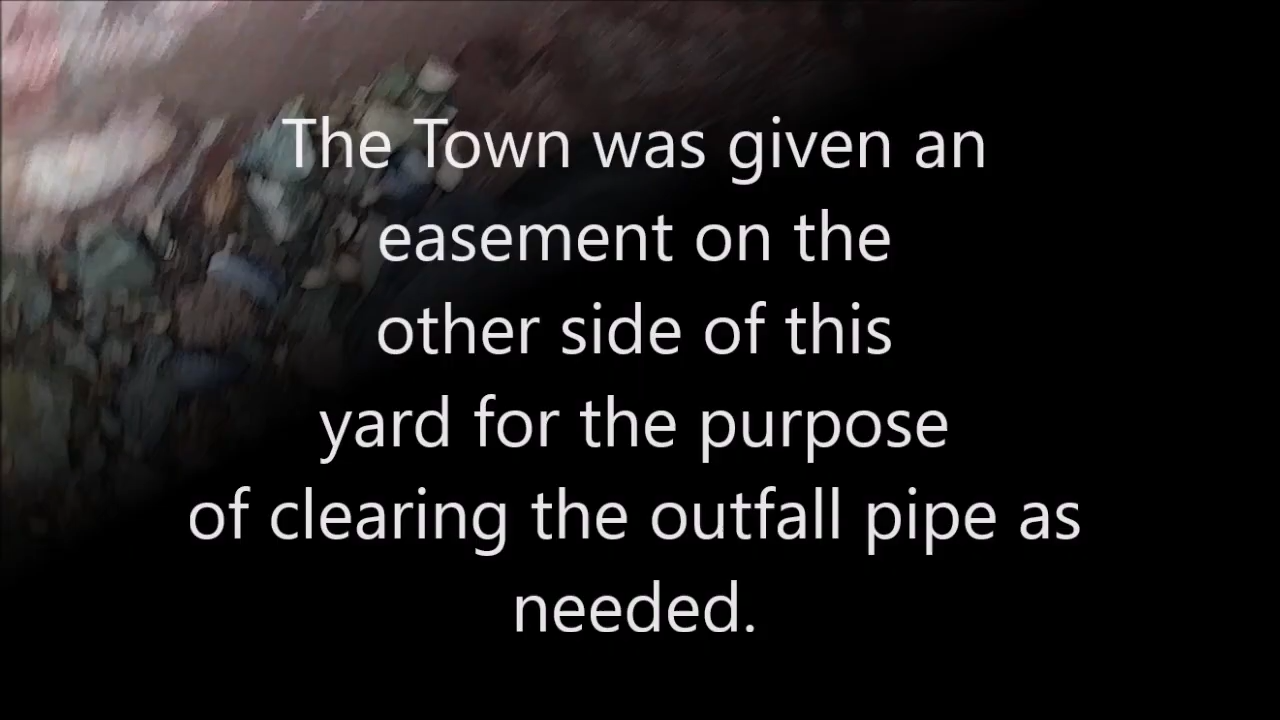 The Town was given an
easement on the
other side of this
yard for the purpose
of clearing the outfall pipe as
needed.